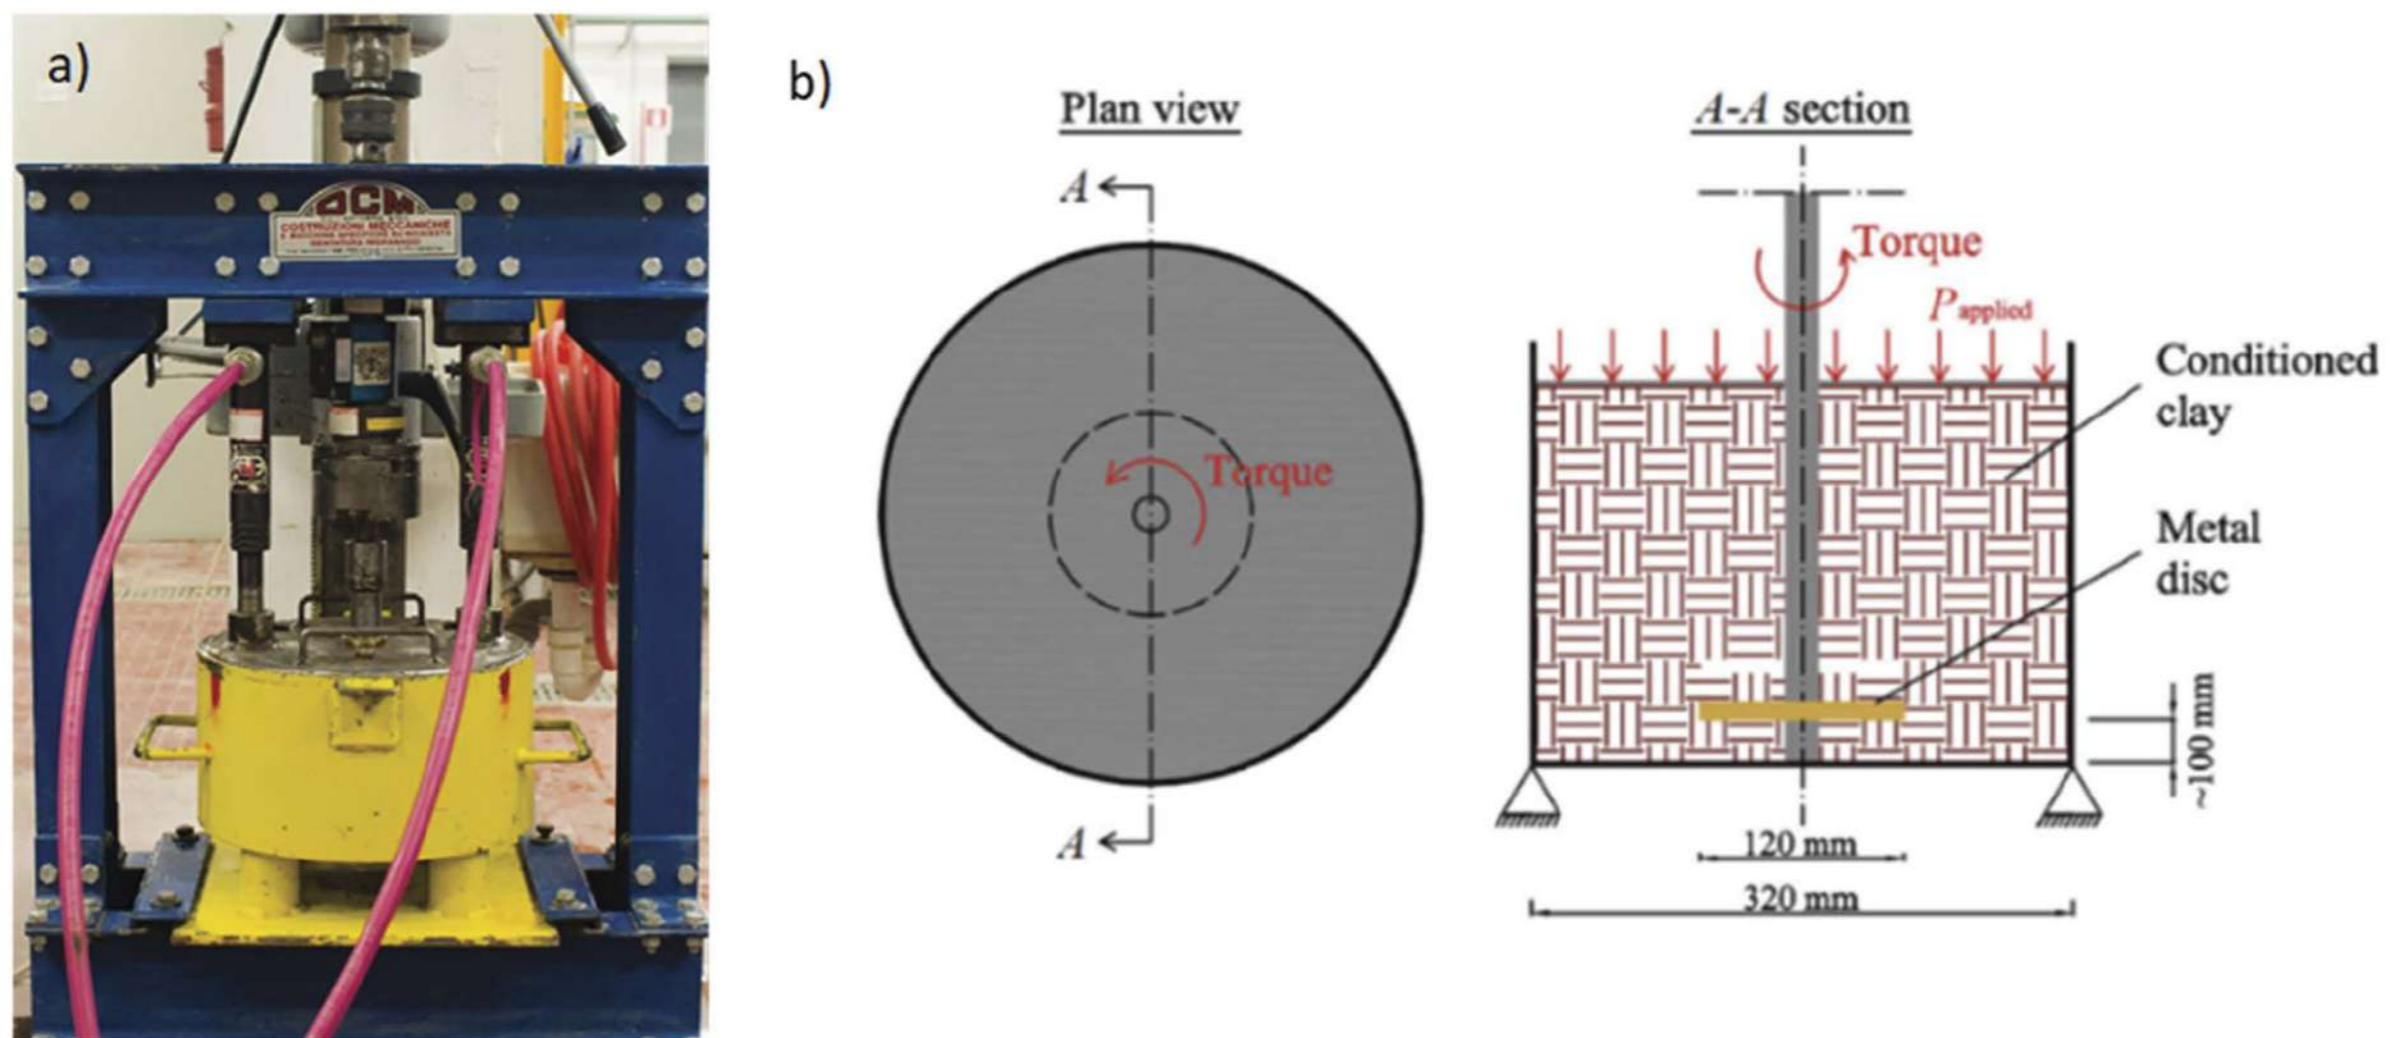 a)
OCM
COSTRUZIONI MECCANICHE
b)
Plan view
A
Torque
A
A-A section
Torque
P applied
Conditioned
clay
Metal
disc
~100 mm
120 mm
320 mm